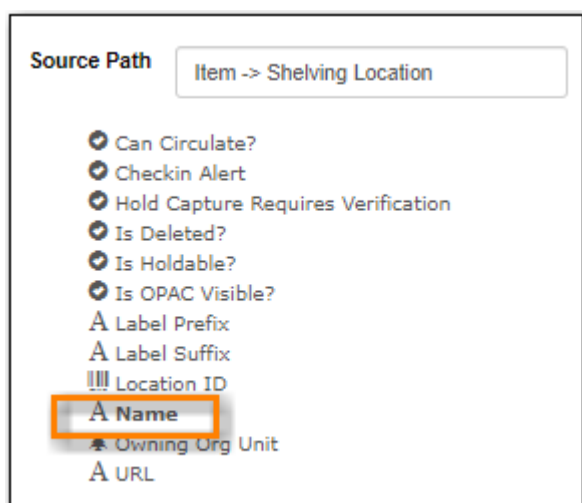 Source Path
Item -> Shelving Location
Can Circulate?
Checkin Alert
Hold Capture Requires Verification
Is Deleted?
Is Holdable?
Is OPAC Visible?
A Label Prefix
A Label Suffix
Location ID
A Name
Owning Org Unit
A URL